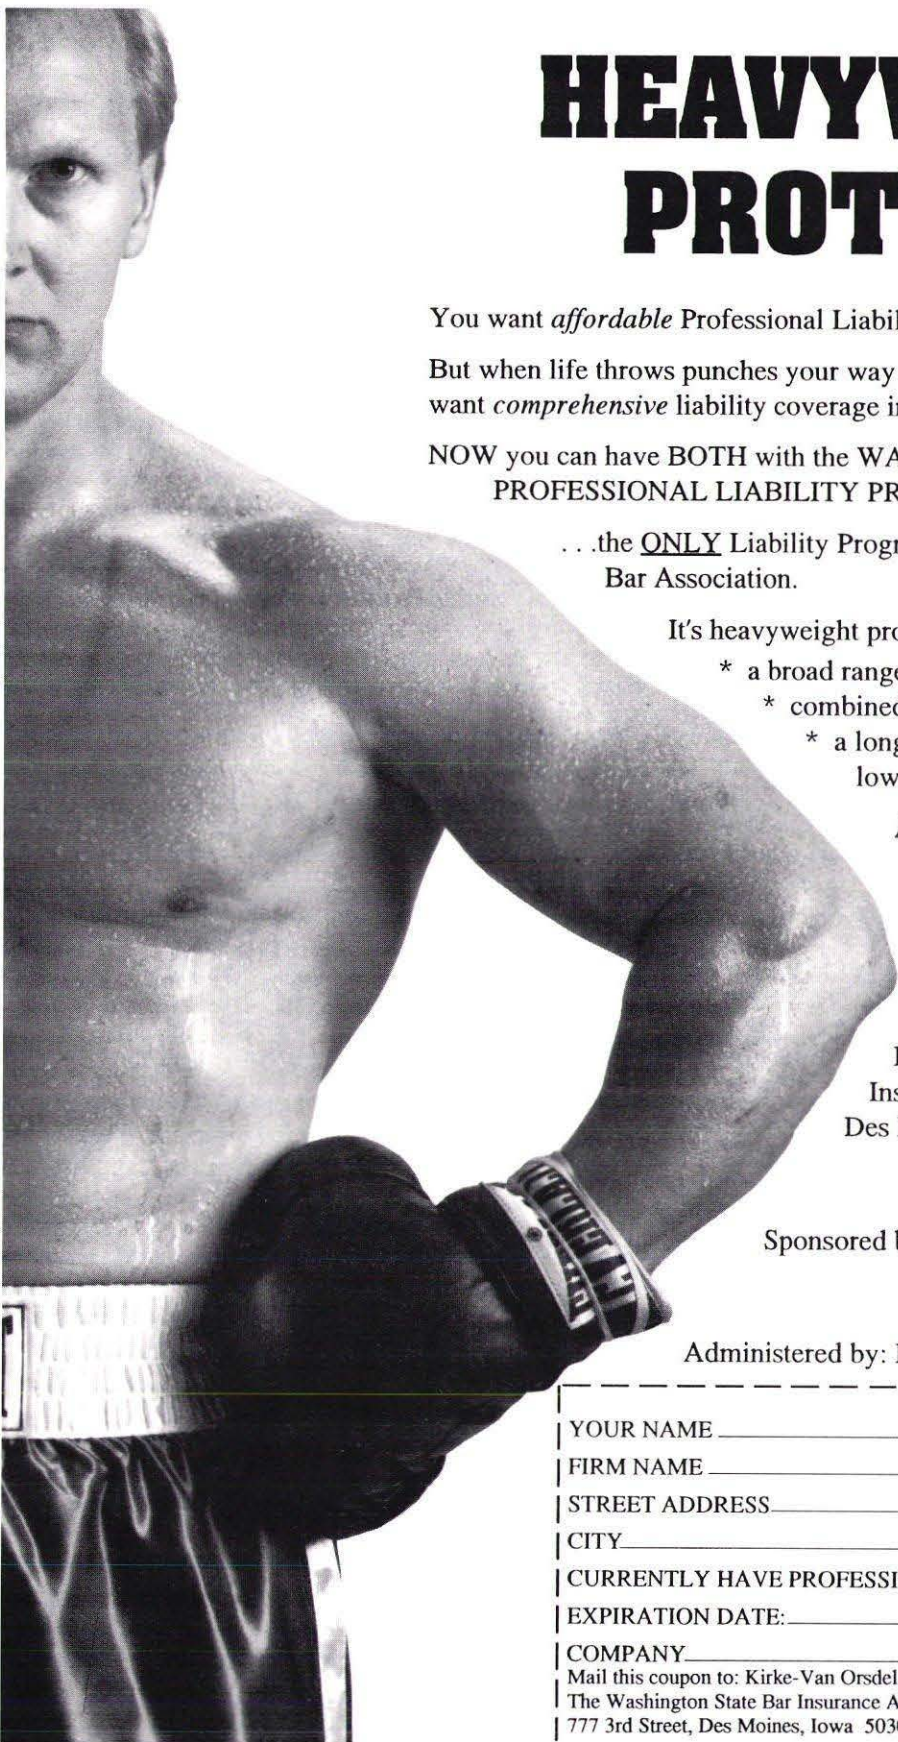 HEAVYW
PROT
You want affordable Professional Liabil
But when life throws punches your way
want comprehensive liability coverage i
NOW you can have BOTH with the WA
PROFESSIONAL LIABILITY PR
. . .the ONLY Liability Progr
Bar Association.
It's heavyweight pro
* a broad range
* combined
* a long
low
Ins
Des
Sponsored b
Administered by:
YOUR NAME
FIRM NAME
STREET ADDRESS
CITY
CURRENTLY HAVE PROFESSI
EXPIRATION DATE:
COMPANY
Mail this coupon to: Kirke-Van Orsdel
The Washington State Bar Insurance A
777 3rd Street, Des Moines, Iowa 503